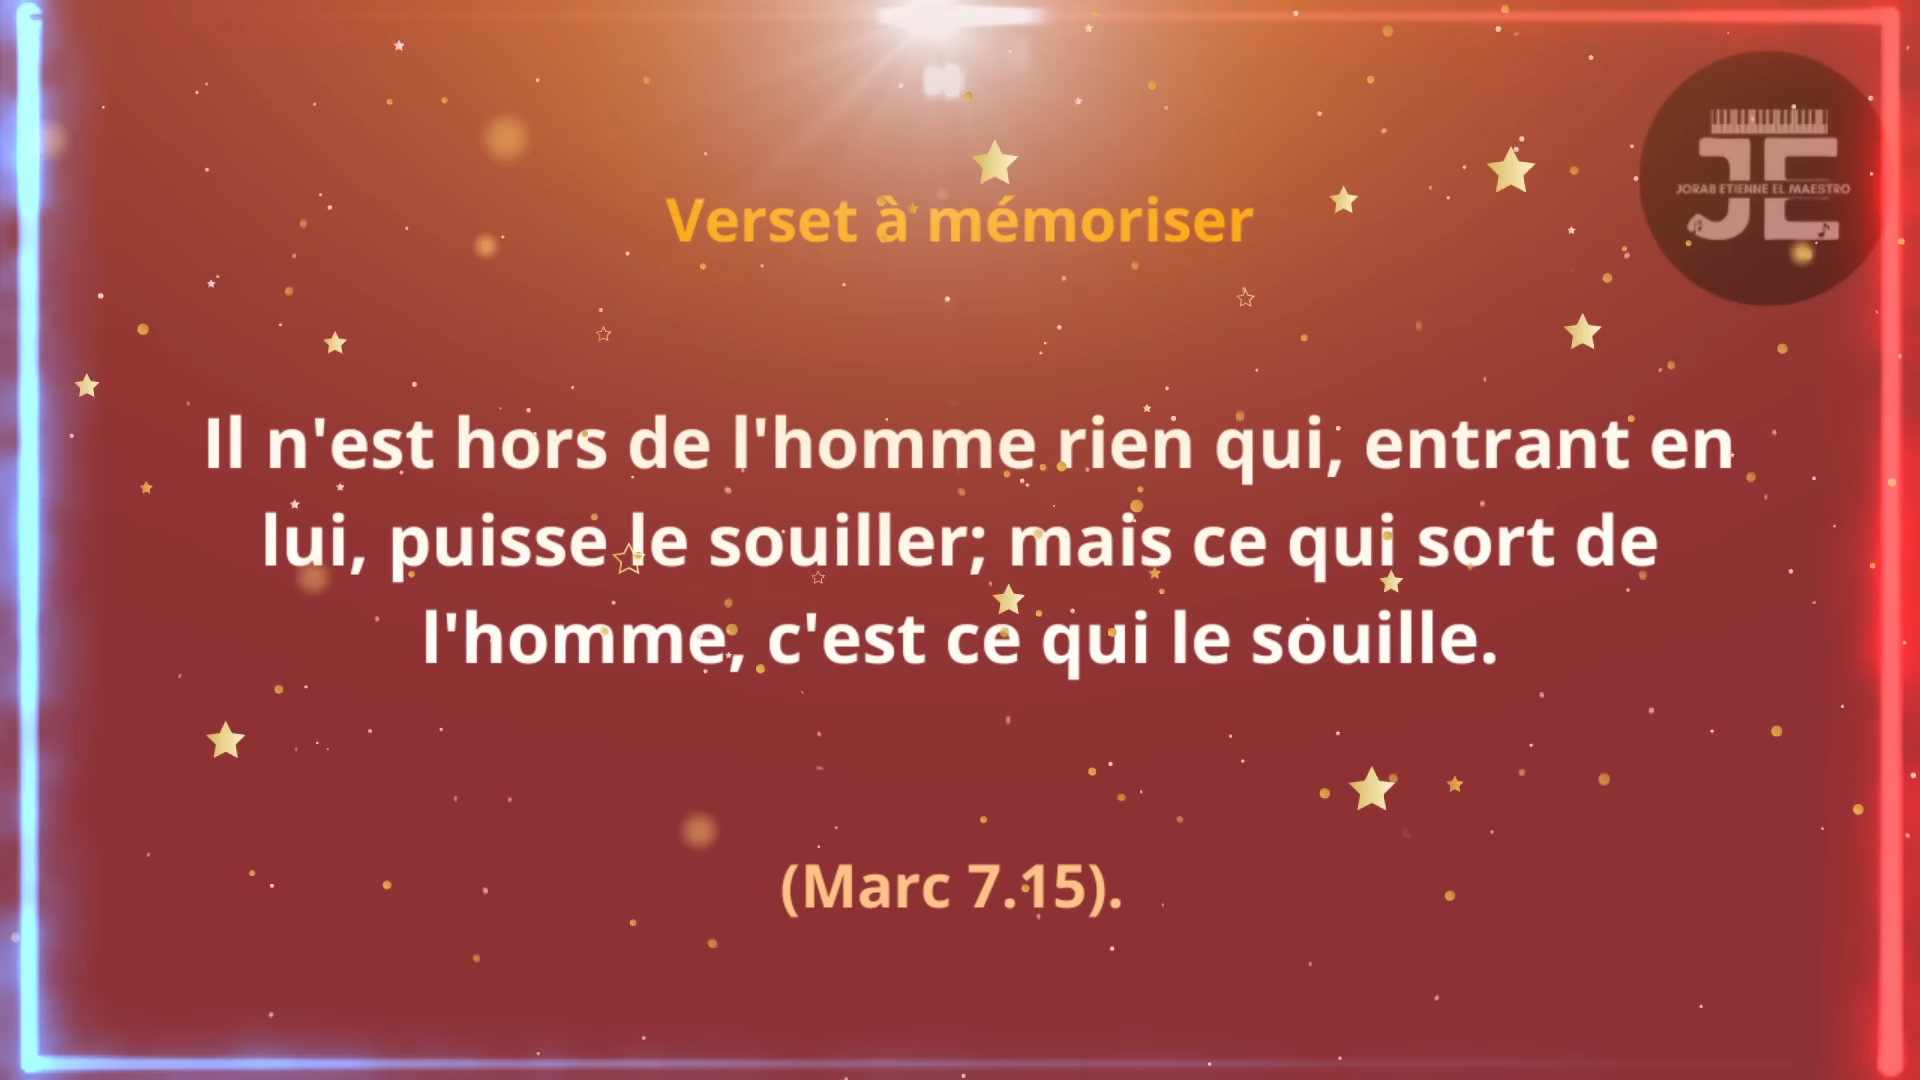 JORAB ETIENNE EL MAESTRO
JE
Verset à mémoriser
Il n'est hors de l'homme rien qui, entrant en
lui, puisse le souiller; mais ce qui sort de
l'homme, c'est ce qui le souille.
(Marc 7.15).